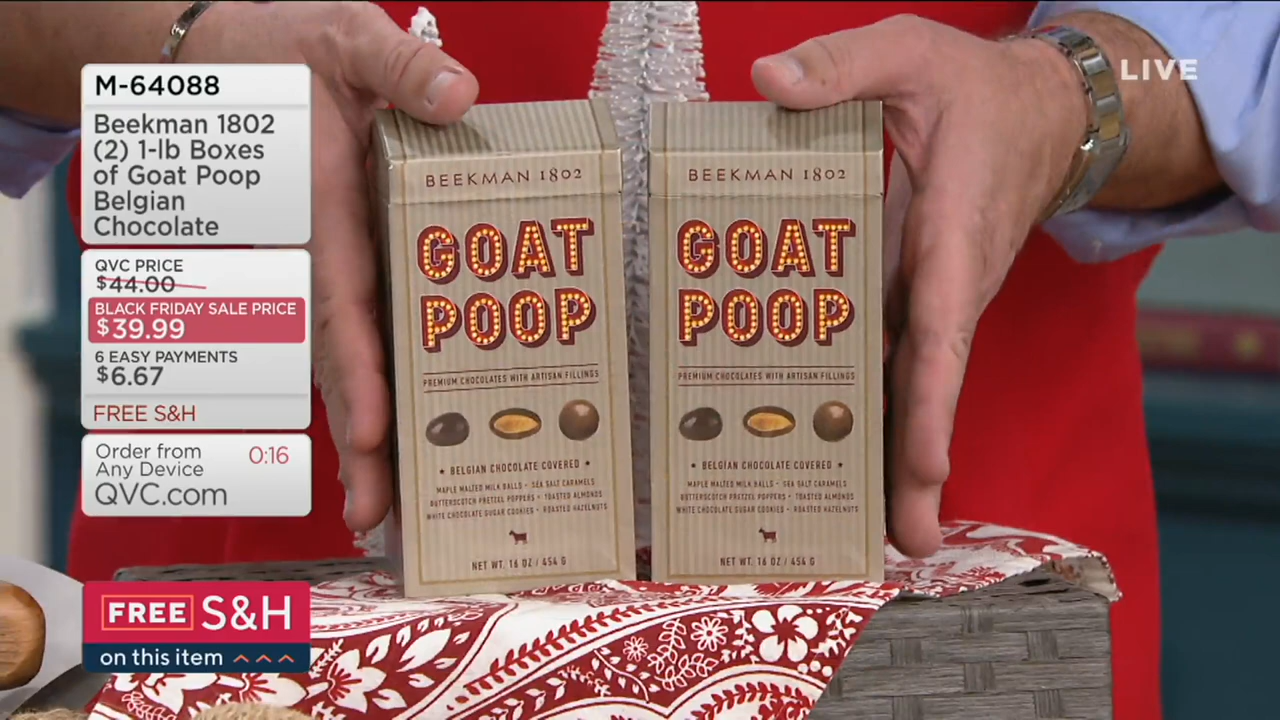 LIVE
M-64088
Beekman 1802
(2) 1-lb Boxes
of Goat Poop
Belgian
Chocolate
QVC PRICE
$44.00
BLACK FRIDAY SALE PRICE
$39.99
6 EASY PAYMENTS
$6.67
FREE S&H
Order from
Any Device
0:16
QVC.com
FREE S&H
on this item
BEEKMAN 1802
GOAT
POOP
PREMIUM CHOCOLATES WITH ARTISAN FILLINGS
★ BELGIAN CHOCOLATE COVERED ★
MAPLE MALTED MILK BALLS • SEA SALT CARAMELS
BUTTERSCOTCH PRETZEL POPPERS • TOASTED ALMONDS
WHITE CHOCOLATE SUGAR COOKIES • ROASTED HAZELNUTS
NET WT. 16 OZ / 454 G
BEEKMAN 1802
GOAT
POOP
PREMIUM CHOCOLATES WITH ARTISAN FILLINGS
★ BELGIAN CHOCOLATE COVERED ★
MAPLE MALTED MILK BALLS • SEA SALT CARAMELS
BUTTERSCOTCH PRETZEL POPPERS • TOASTED ALMONDS
WHITE CHOCOLATE SUGAR COOKIES • ROASTED HAZELNUTS
NET WT. 16 OZ / 454 G